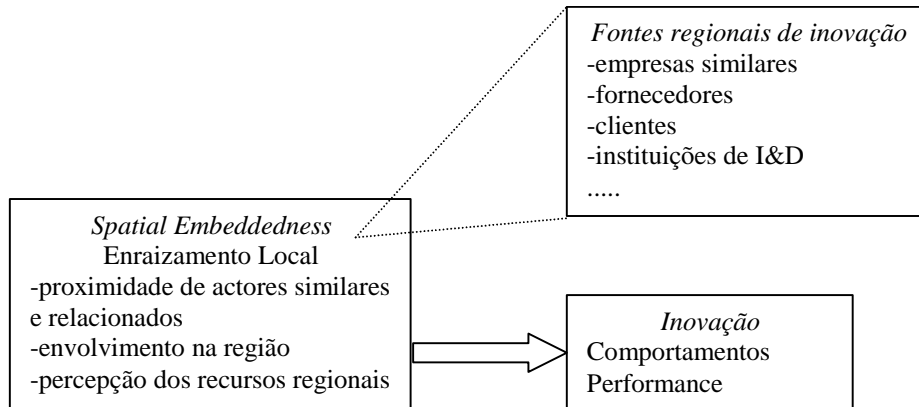 Fontes regionais de inovação
-empresas similares
-fornecedores
-clientes
-instituições de I&D
.....
Spatial Embeddedness
Enraizamento Local
-proximidade de actores similares
e relacionados
-envolvimento na região
-percepção dos recursos regionais
Inovação
Comportamentos
Performance